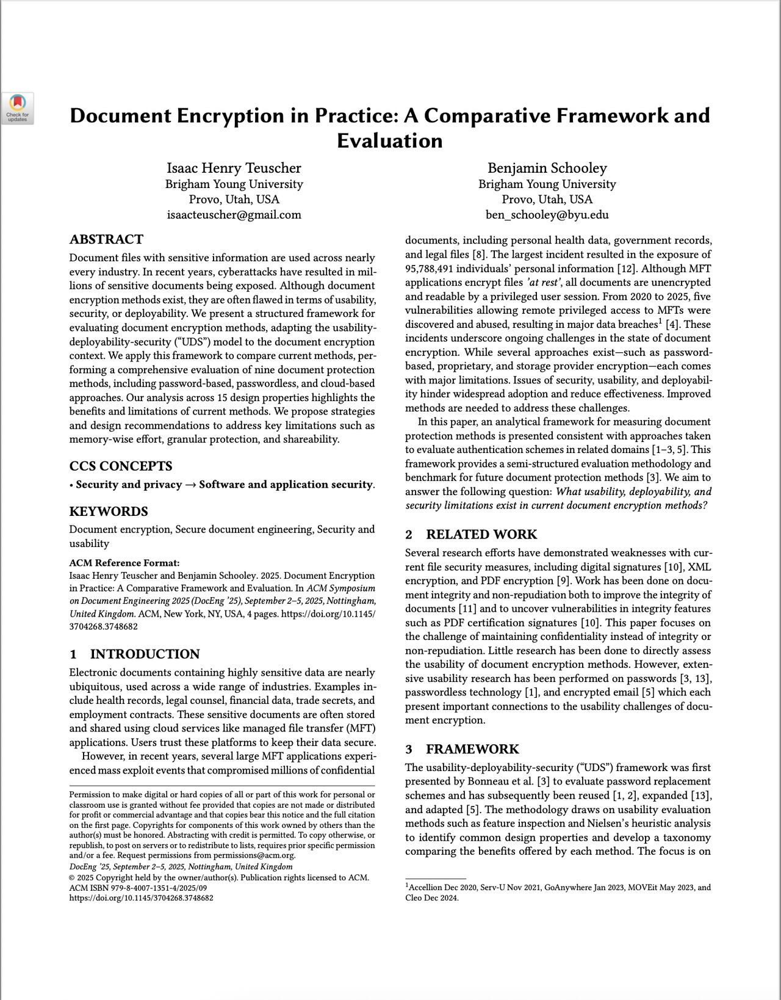 Check for
updates
Document Encryption in Practice: A Comparative Framework and
Evaluation
Isaac Henry Teuscher
Brigham Young University
Provo, Utah, USA
isaacteuscher@gmail.com
Benjamin Schooley
Brigham Young University
Provo, Utah, USA
ben_schooley@byu.edu
ABSTRACT
Document files with sensitive information are used across nearly
every industry. In recent years, cyberattacks have resulted in mil-
lions of sensitive documents being exposed. Although document
encryption methods exist, they are often flawed in terms of usability,
security, or deployability. We present a structured framework for
evaluating document encryption methods, adapting the usability-
deployability-security (“UDS”) model to the document encryption
context. We apply this framework to compare current methods, per-
forming a comprehensive evaluation of nine document protection
methods, including password-based, passwordless, and cloud-based
approaches. Our analysis across 15 design properties highlights the
benefits and limitations of current methods. We propose strategies
and design recommendations to address key limitations such as
memory-wise effort, granular protection, and shareability.
CCS CONCEPTS
• Security and privacy → Software and application security.
KEYWORDS
Document encryption, Secure document engineering, Security and
usability
ACM Reference Format:
Isaac Henry Teuscher and Benjamin Schooley. 2025. Document Encryption
in Practice: A Comparative Framework and Evaluation. In ACM Symposium
on Document Engineering 2025 (DocEng ’25), September 2–5, 2025, Nottingham,
United Kingdom. ACM, New York, NY, USA, 4 pages. https://doi.org/10.1145/
3704268.3748682
1 INTRODUCTION
Electronic documents containing highly sensitive data are nearly
ubiquitous, used across a wide range of industries. Examples in-
clude health records, legal counsel, financial data, trade secrets, and
employment contracts. These sensitive documents are often stored
and shared using cloud services like managed file transfer (MFT)
applications. Users trust these platforms to keep their data secure.
However, in recent years, several large MFT applications experi-
enced mass exploit events that compromised millions of confidential
Permission to make digital or hard copies of all or part of this work for personal or
classroom use is granted without fee provided that copies are not made or distributed
for profit or commercial advantage and that copies bear this notice and the full citation
on the first page. Copyrights for components of this work owned by others than the
author(s) must be honored. Abstracting with credit is permitted. To copy otherwise, or
republish, to post on servers or to redistribute to lists, requires prior specific permission
and/or a fee. Request permissions from permissions@acm.org.
DocEng ’25, September 2–5, 2025, Nottingham, United Kingdom
© 2025 Copyright held by the owner/author(s). Publication rights licensed to ACM.
ACM ISBN 979-8-4007-1351-4/2025/09
https://doi.org/10.1145/3704268.3748682
documents, including personal health data, government records,
and legal files [8]. The largest incident resulted in the exposure of
95,788,491 individuals’ personal information [12]. Although MFT
applications encrypt files ’at rest’, all documents are unencrypted
and readable by a privileged user session. From 2020 to 2025, five
vulnerabilities allowing remote privileged access to MFTs were
discovered and abused, resulting in major data breaches¹ [4]. These
incidents underscore ongoing challenges in the state of document
encryption. While several approaches exist—such as password-
based, proprietary, and storage provider encryption—each comes
with major limitations. Issues of security, usability, and deployabil-
ity hinder widespread adoption and reduce effectiveness. Improved
methods are needed to address these challenges.
In this paper, an analytical framework for measuring document
protection methods is presented consistent with approaches taken
to evaluate authentication schemes in related domains [1–3, 5]. This
framework provides a semi-structured evaluation methodology and
benchmark for future document protection methods [3]. We aim to
answer the following question: What usability, deployability, and
security limitations exist in current document encryption methods?
2 RELATED WORK
Several research efforts have demonstrated weaknesses with cur-
rent file security measures, including digital signatures [10], XML
encryption, and PDF encryption [9]. Work has been done on docu-
ment integrity and non-repudiation both to improve the integrity of
documents [11] and to uncover vulnerabilities in integrity features
such as PDF certification signatures [10]. This paper focuses on
the challenge of maintaining confidentiality instead of integrity or
non-repudiation. Little research has been done to directly assess
the usability of document encryption methods. However, exten-
sive usability research has been performed on passwords [3, 13],
passwordless technology [1], and encrypted email [5] which each
present important connections to the usability challenges of docu-
ment encryption.
3 FRAMEWORK
The usability-deployability-security (“UDS”) framework was first
presented by Bonneau et al. [3] to evaluate password replacement
schemes and has subsequently been reused [1, 2], expanded [13],
and adapted [5]. The methodology draws on usability evaluation
methods such as feature inspection and Nielsen’s heuristic analysis
to identify common design properties and develop a taxonomy
comparing the benefits offered by each method. The focus is on
¹Accellion Dec 2020, Serv-U Nov 2021, GoAnywhere Jan 2023, MOVEit May 2023, and
Cleo Dec 2024.